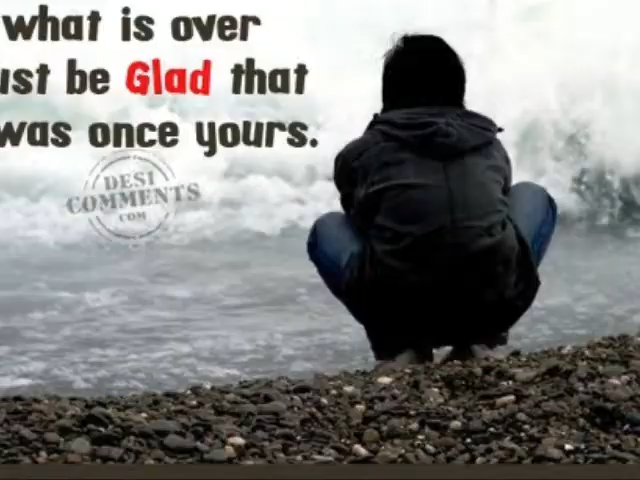 what is over
ust be Glad that
was once yours.
DESI
COMMENTS
.COM